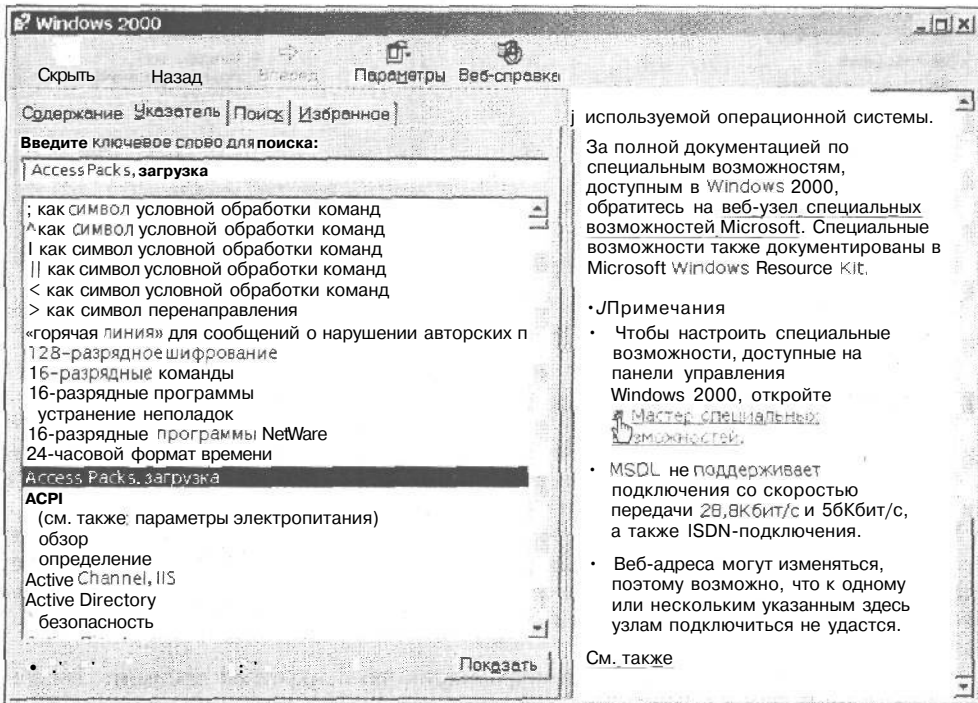 Windows 2000
Скрыть Назад Вперед Параметры Веб-справка
Содержание Указатель Поиск Избранное
Введите ключевое слово для поиска:
Access Packs, загрузка
; как символ условной обработки команд
^ как символ условной обработки команд
| как символ условной обработки команд
|| как символ условной обработки команд
< как символ условной обработки команд
> как символ перенаправления
«горячая линия» для сообщений о нарушении авторских п
128-разрядное шифрование
16-разрядные команды
16-разрядные программы
устранение неполадок
16-разрядные программы NetWare
24-часовой формат времени
Access Packs, загрузка
ACPI
(см. также: параметры электропитания)
обзор
определение
Active Channel, IIS
Active Directory
безопасность
Показать
используемой операционной системы.
За полной документацией по
специальным возможностям,
доступным в Windows 2000,
обратитесь на веб-узел специальных
возможностей Microsoft. Специальные
возможности также документированы в
Microsoft Windows Resource Kit.
Примечания
• Чтобы настроить специальные
возможности, доступные на
панели управления
Windows 2000, откройте
Мастер специальных
зможностей.
• MSDL не поддерживает
подключения со скоростью
передачи 28,8Кбит/с и 56Кбит/с,
а также ISDN-подключения.
• Веб-адреса могут изменяться,
поэтому возможно, что к одному
или нескольким указанным здесь
узлам подключиться не удастся.
См. также